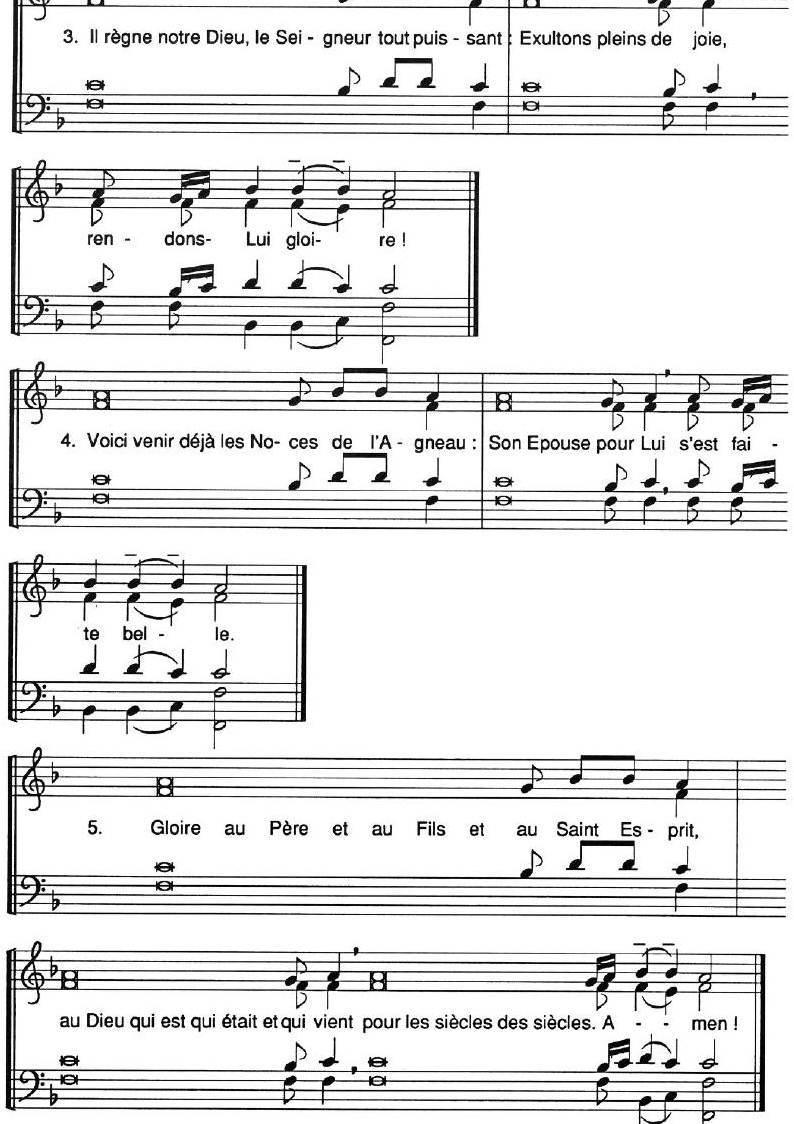 3. Il règne notre Dieu, le Sei - gneur tout puis - sant : Exultons pleins de joie,
ren - dons- Lui gloi- re !
4. Voici venir déjà les No- ces de l'A - gneau : Son Epouse pour Lui s'est fai -
te bel - le.
5. Gloire au Père et au Fils et au Saint Es - prit,
au Dieu qui est qui était et qui vient pour les siècles des siècles. A - - men !